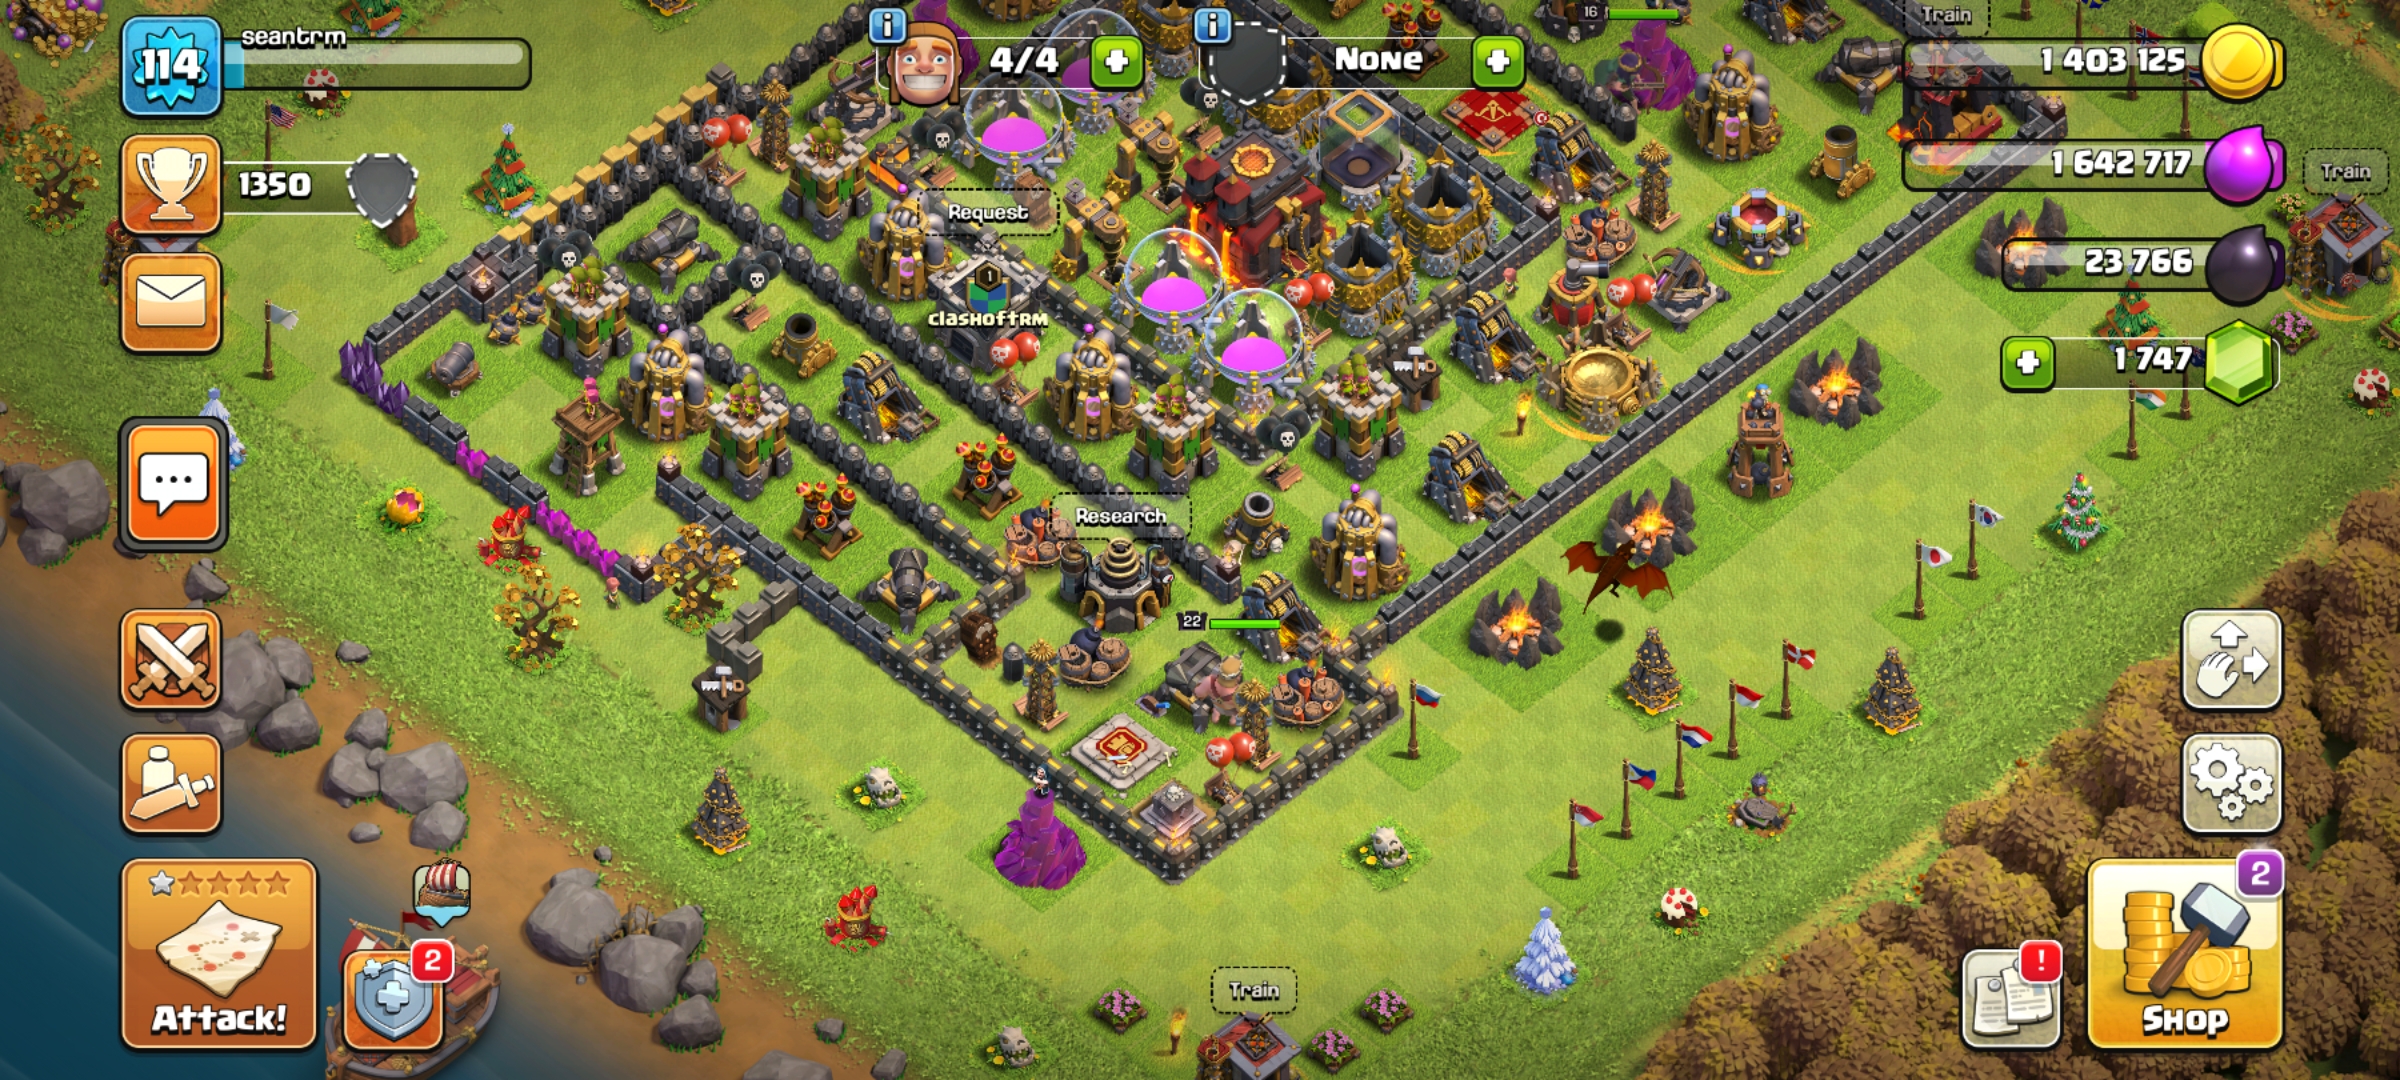 16
Train
seantrm
114
4/4
None
1 403 125
1350
Request
1 642 717
Train
1
clashofTRM
23 766
1 747
Research
22
Attack!
2
Train
!
2
Shop